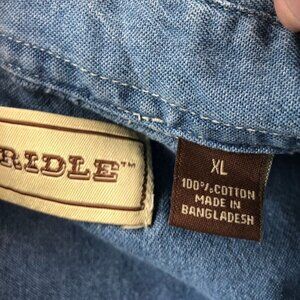 RIDLE™
XL
100% COTTON
MADE IN
BANGLADESH